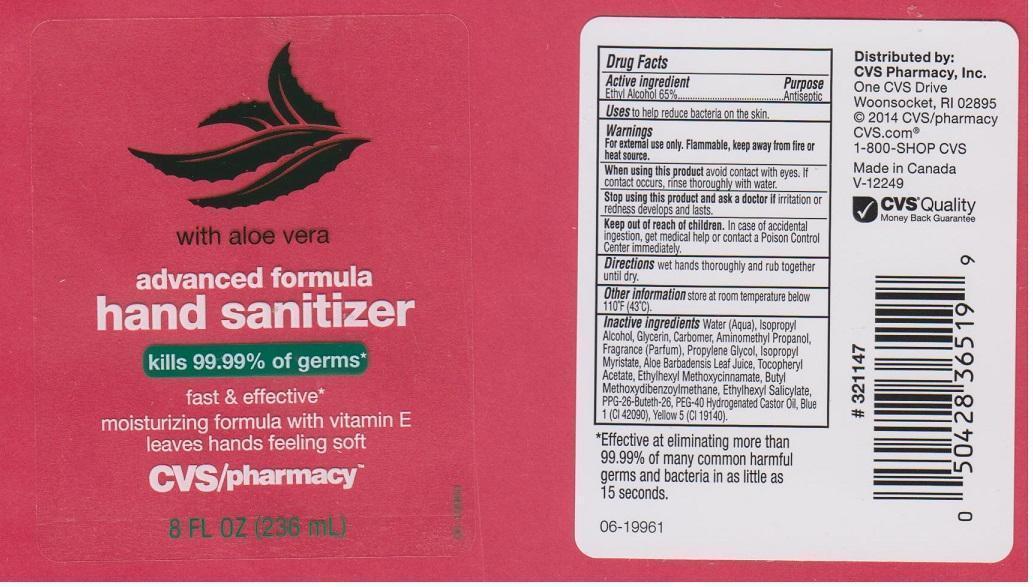 with aloe vera
advanced formula
hand sanitizer
kills 99.99% of germs*
fast & effective*
moisturizing formula with vitamin E
leaves hands feeling soft
CVS/pharmacy™
8 FL OZ (236 mL)
Drug Facts
Active ingredient Purpose
Ethyl Alcohol 65%......................................Antiseptic
Uses to help reduce bacteria on the skin.
Warnings
For external use only. Flammable, keep away from fire or
heat source.
When using this product avoid contact with eyes. If
contact occurs, rinse thoroughly with water.
Stop using this product and ask a doctor if irritation or
redness develops and lasts.
Keep out of reach of children. In case of accidental
ingestion, get medical help or contact a Poison Control
Center immediately.
Directions wet hands thoroughly and rub together
until dry.
Other information store at room temperature below
110°F (43°C).
Inactive ingredients Water (Aqua), Isopropyl
Alcohol, Glycerin, Carbomer, Aminomethyl Propanol,
Fragrance (Parfum), Propylene Glycol, Isopropyl
Myristate, Aloe Barbadensis Leaf Juice, Tocopheryl
Acetate, Ethylhexyl Methoxycinnamate, Butyl
Methoxydibenzoylmethane, Ethylhexyl Salicylate,
PPG-26-Buteth-26, PEG-40 Hydrogenated Castor Oil, Blue
1 (CI 42090), Yellow 5 (CI 19140).
*Effective at eliminating more than
99.99% of many common harmful
germs and bacteria in as little as
15 seconds.
06-19961
Distributed by:
CVS Pharmacy, Inc.
One CVS Drive
Woonsocket, RI 02895
© 2014 CVS/pharmacy
CVS.com®
1-800-SHOP CVS
Made in Canada
V-12249
CVS® Quality
Money Back Guarantee
# 321147
0 50428 36519 9